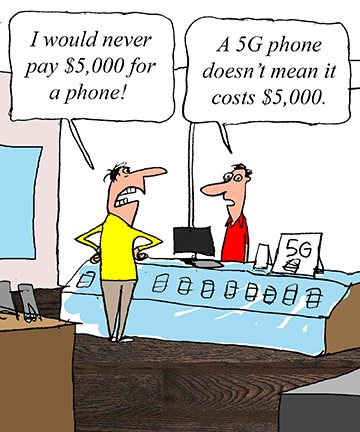 I would never
pay $5,000 for
a phone!
A 5G phone
doesn't mean it
costs $5,000.
5G